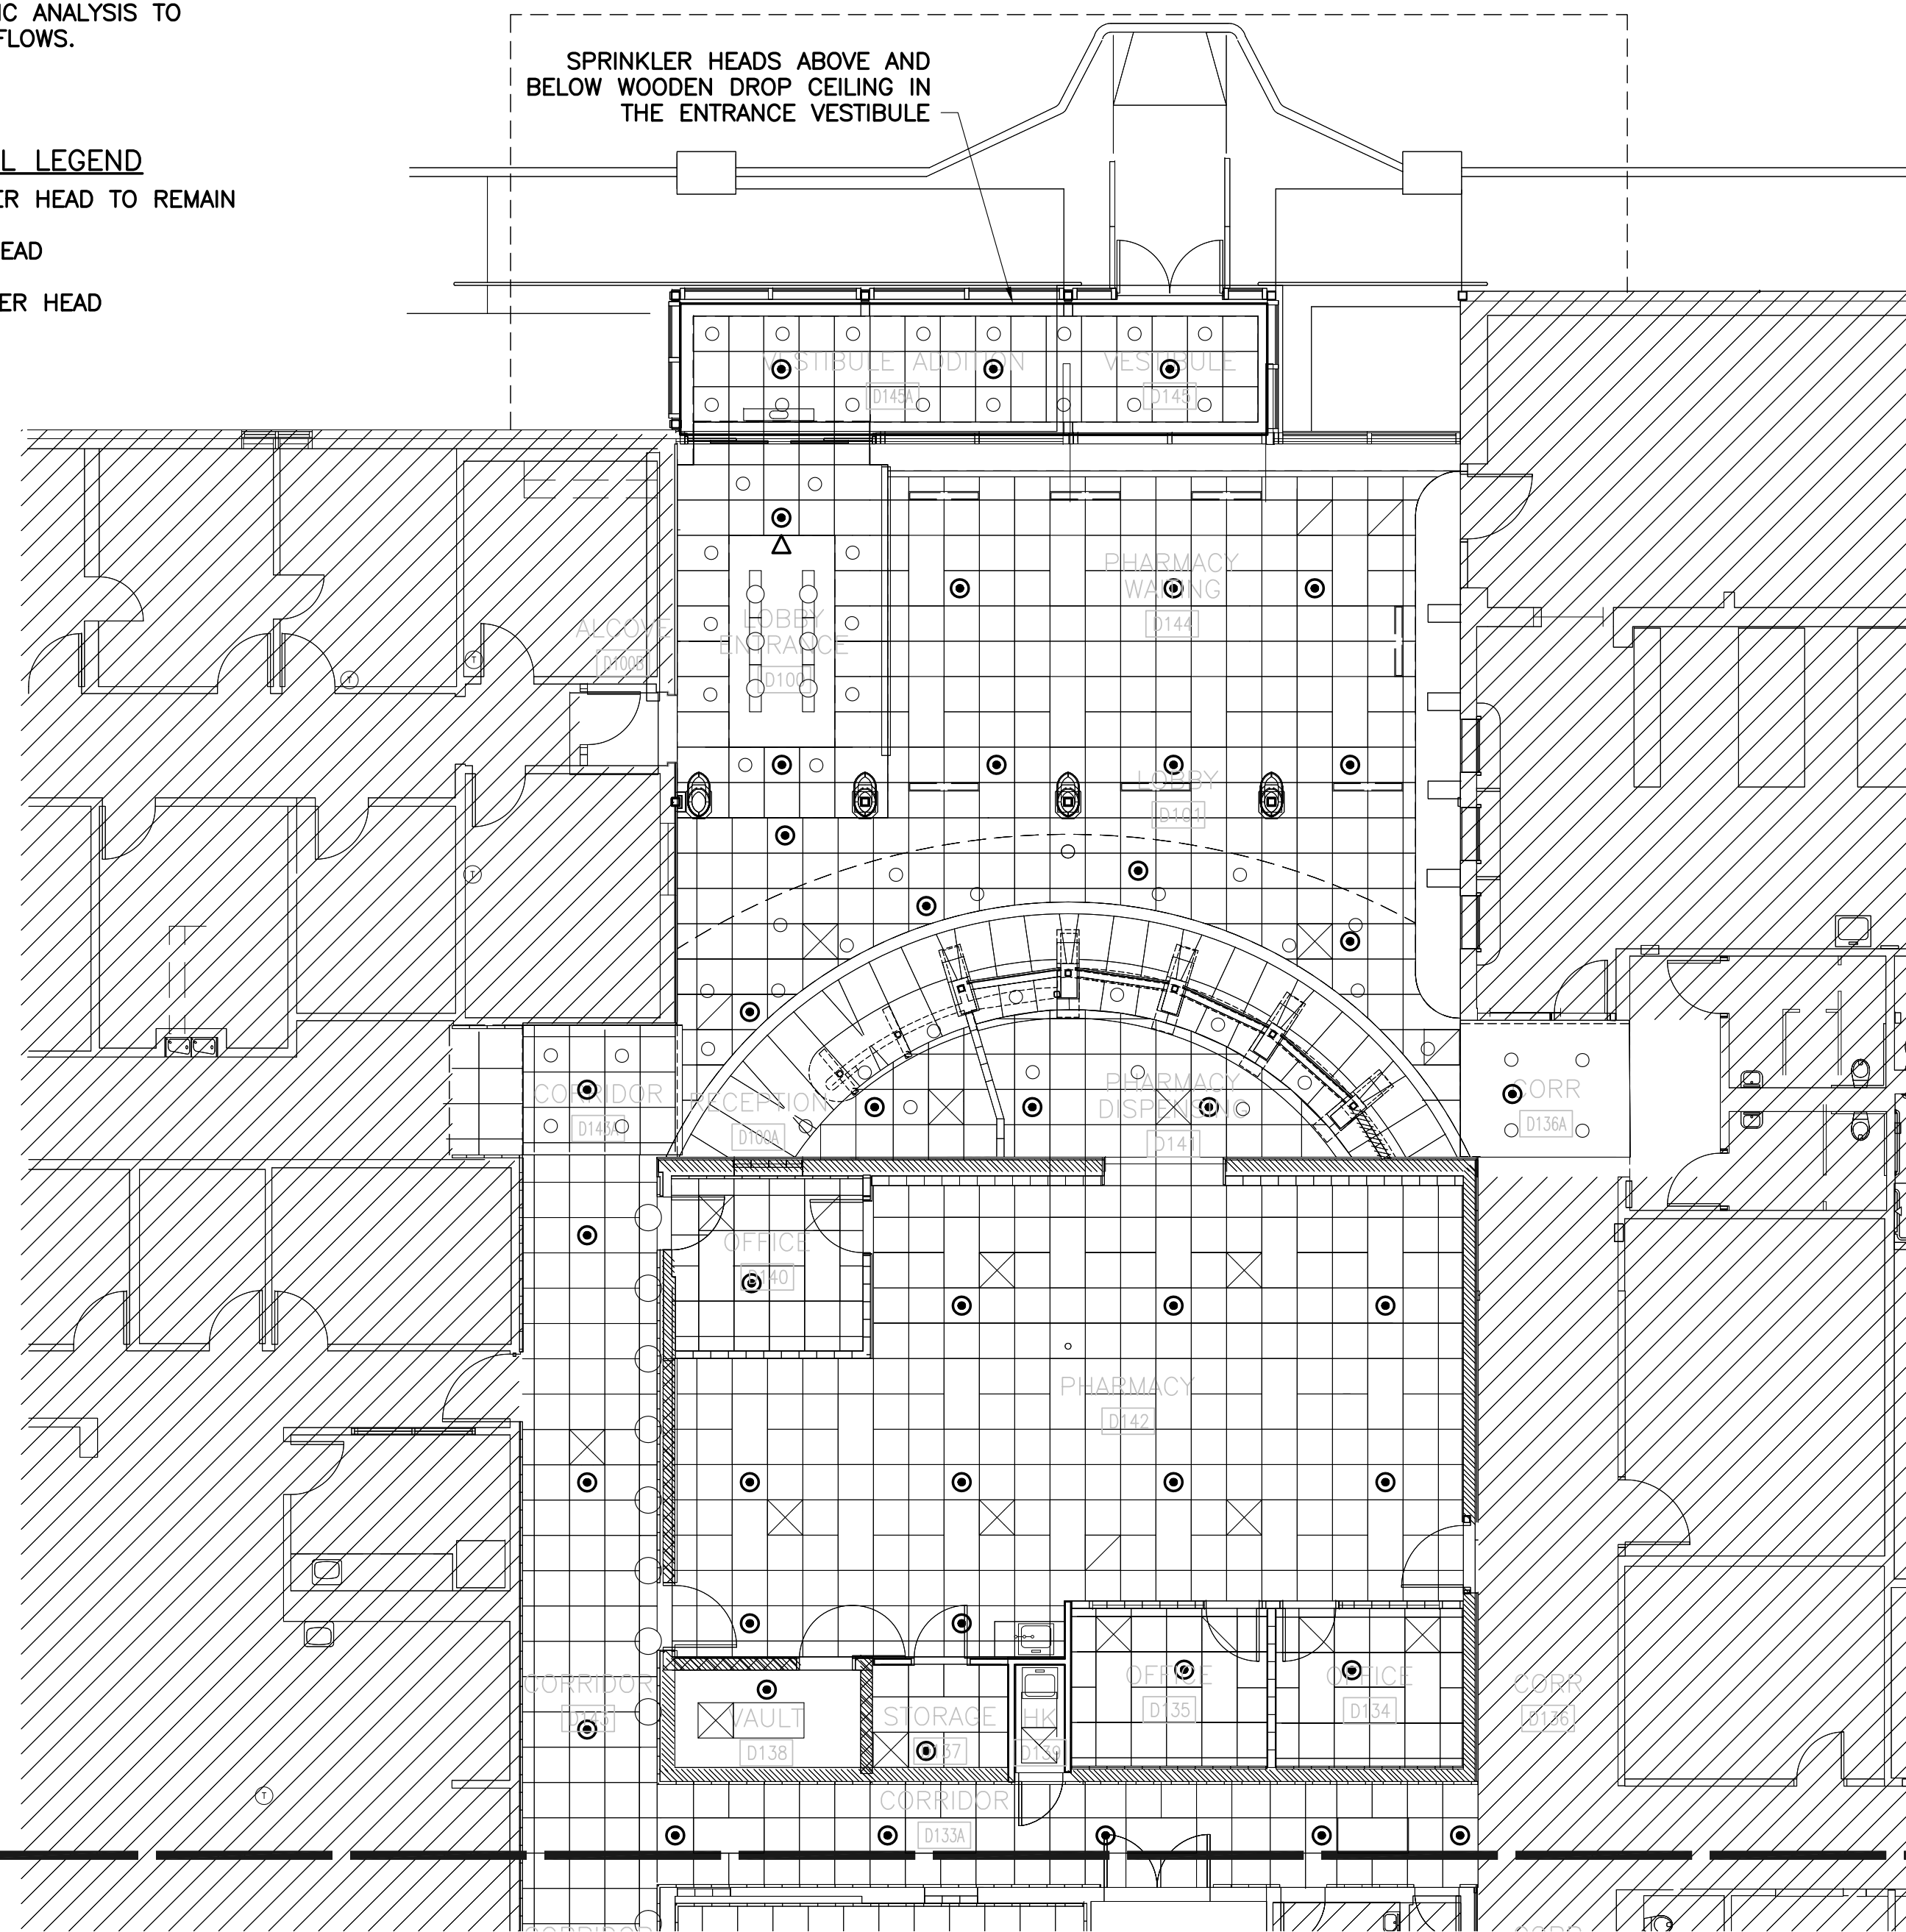 IC ANALYSIS TO
FLOWS.
SPRINKLER HEADS ABOVE AND
BELOW WOODEN DROP CEILING IN
THE ENTRANCE VESTIBULE
L LEGEND
ER HEAD TO REMAIN
EAD
ER HEAD
VESTIBULE ADDITION
D145A
VESTIBULE
D145
PHARMACY
WAITING
D144
ALCOVE
D100B
LOBBY
ENTRANCE
D100
T
T
LOBBY
D101
T
CORRIDOR
D143A
RECEPTION
D100A
PHARMACY
DISPENSING
D141
CORR
D136A
OFFICE
D140
PHARMACY
D142
CORRIDOR
D143
VAULT
D138
STORAGE
D137
HK
D139
OFFICE
D135
OFFICE
D134
CORR
D136
T
CORRIDOR
D133A
CORRIDOR
CORR